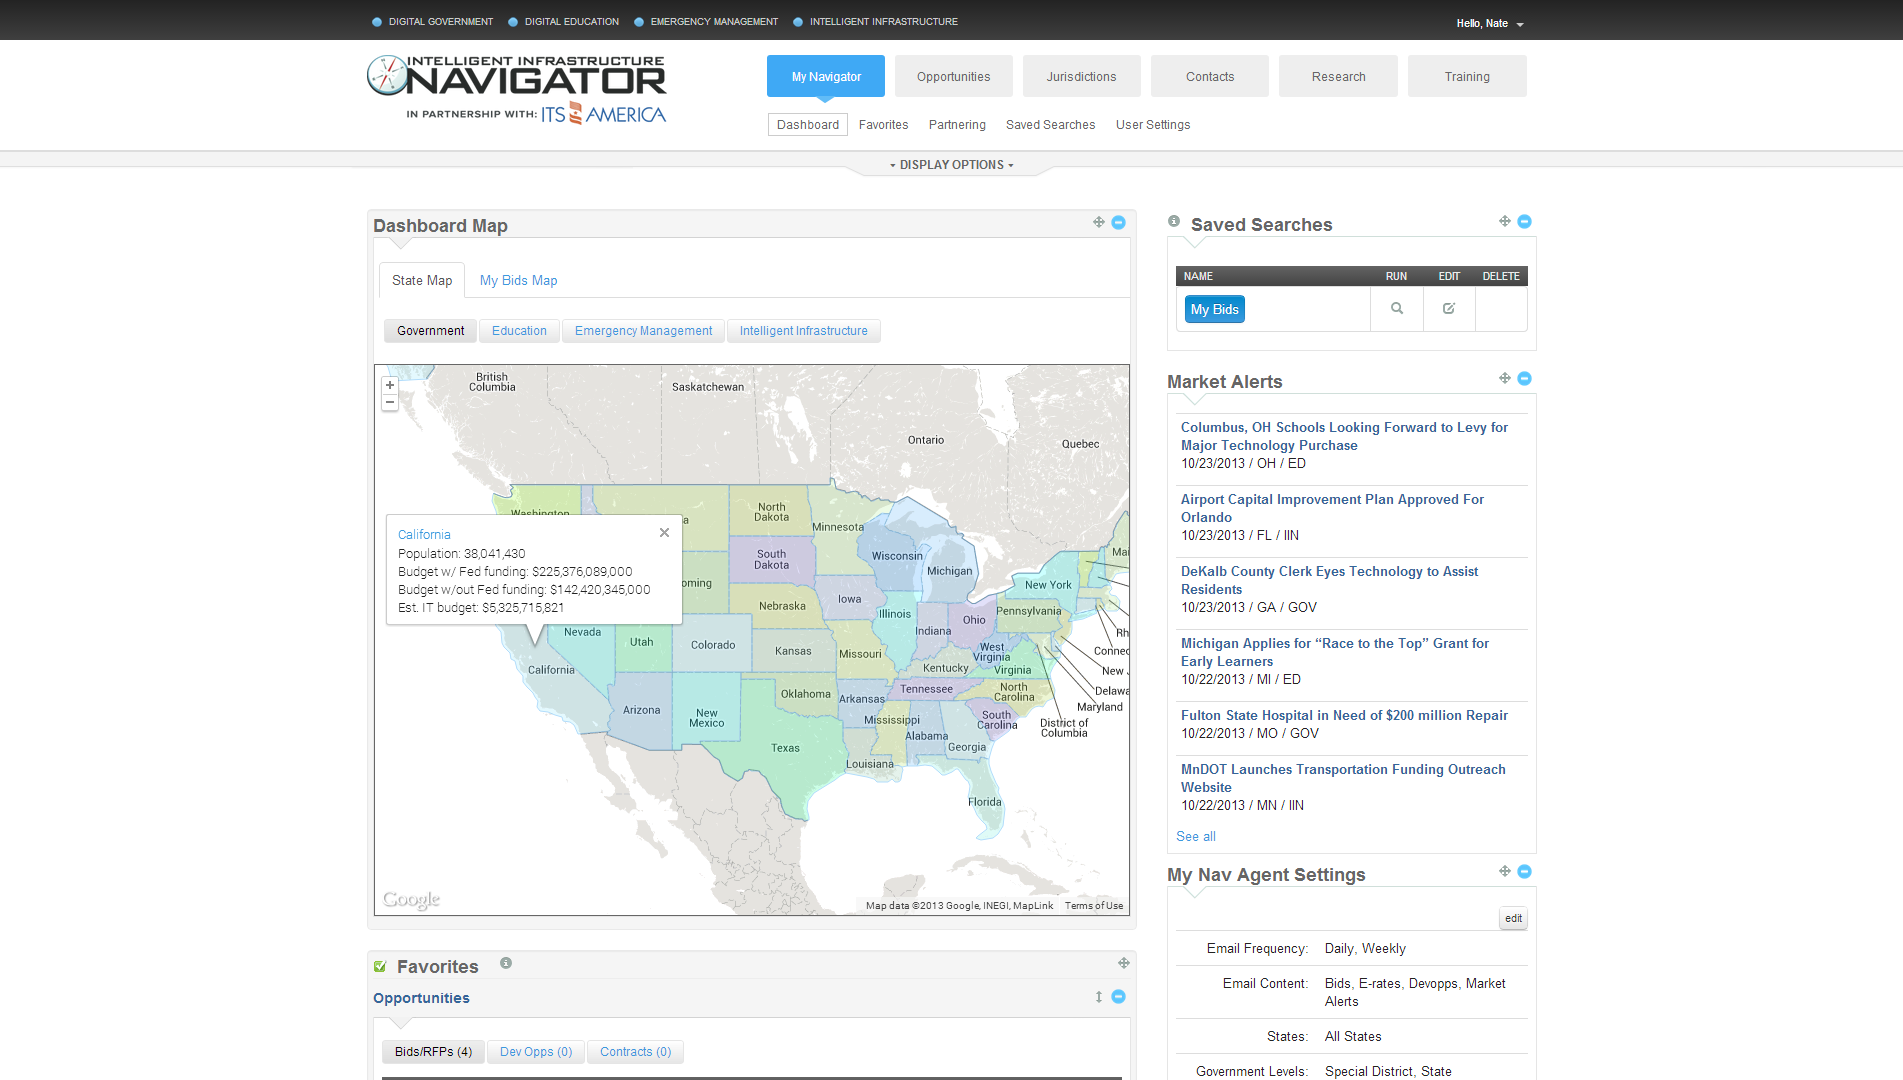 DIGITAL GOVERNMENT DIGITAL EDUCATION EMERGENCY MANAGEMENT INTELLIGENT INFRASTRUCTURE
Hello, Nate
INTELLIGENT INFRASTRUCTURE
NAVIGATOR
IN PARTNERSHIP WITH: ITS AMERICA
My Navigator Opportunities Jurisdictions Contacts Research Training
Dashboard Favorites Partnering Saved Searches User Settings
DISPLAY OPTIONS
Dashboard Map
State Map My Bids Map
Government Education Emergency Management Intelligent Infrastructure
British
Columbia
Saskatchewan
Ontario
Quebec
Washington
North
Dakota
Minnesota
South
Dakota
Wisconsin
Michigan
oming
Nebraska
Iowa
New York
Mai
Illinois
Indiana
Ohio
Pennsylvania
Nevada
Utah
Colorado
Kansas
Missouri
West
Virginia
Virginia
Kentucky
Rh
Connec
New J
Delawa
Maryland
District of
Columbia
California
Arizona
New
Mexico
Oklahoma
Arkansas
Tennessee
North
Carolina
South
Carolina
Mississippi
Alabama
Georgia
Texas
Louisiana
Florida
California
Population: 38,041,430
Budget w/ Fed funding: $225,376,089,000
Budget w/out Fed funding: $142,420,345,000
Est. IT budget: $5,325,715,821
Google
Map data ©2013 Google, INEGI, MapLink Terms of Use
Favorites
Opportunities
Bids/RFPs (4) Dev Opps (0) Contracts (0)
Saved Searches
NAME RUN EDIT DELETE
My Bids
Market Alerts
Columbus, OH Schools Looking Forward to Levy for
Major Technology Purchase
10/23/2013 / OH / ED
Airport Capital Improvement Plan Approved For
Orlando
10/23/2013 / FL / IIN
DeKalb County Clerk Eyes Technology to Assist
Residents
10/23/2013 / GA / GOV
Michigan Applies for “Race to the Top” Grant for
Early Learners
10/22/2013 / MI / ED
Fulton State Hospital in Need of $200 million Repair
10/22/2013 / MO / GOV
MnDOT Launches Transportation Funding Outreach
Website
10/22/2013 / MN / IIN
See all
My Nav Agent Settings
edit
Email Frequency: Daily, Weekly
Email Content: Bids, E-rates, Devopps, Market
Alerts
States: All States
Government Levels: Special District, State